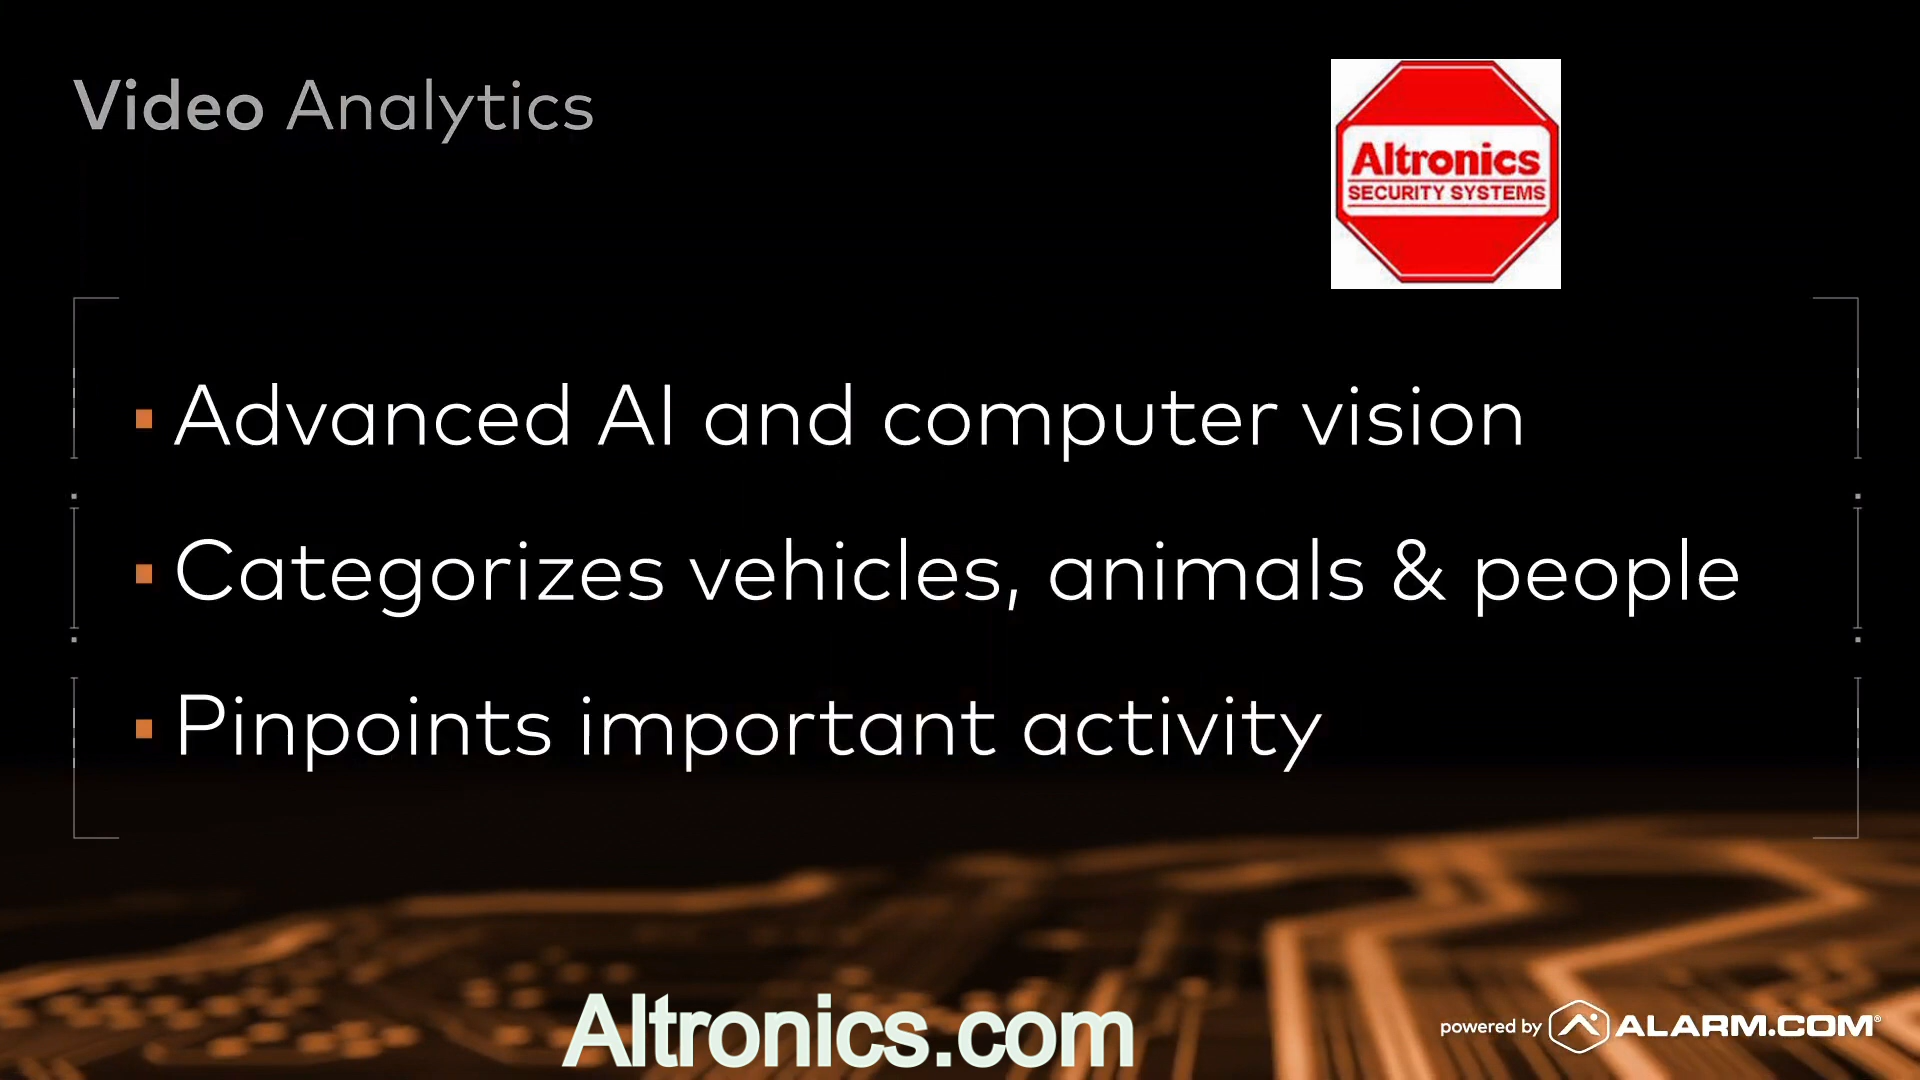 Video Analytics
Altronics
SECURITY SYSTEMS
Advanced AI and computer vision
Categorizes vehicles, animals & people
Pinpoints important activity
Altronics.com
powered by ALARM.COM®